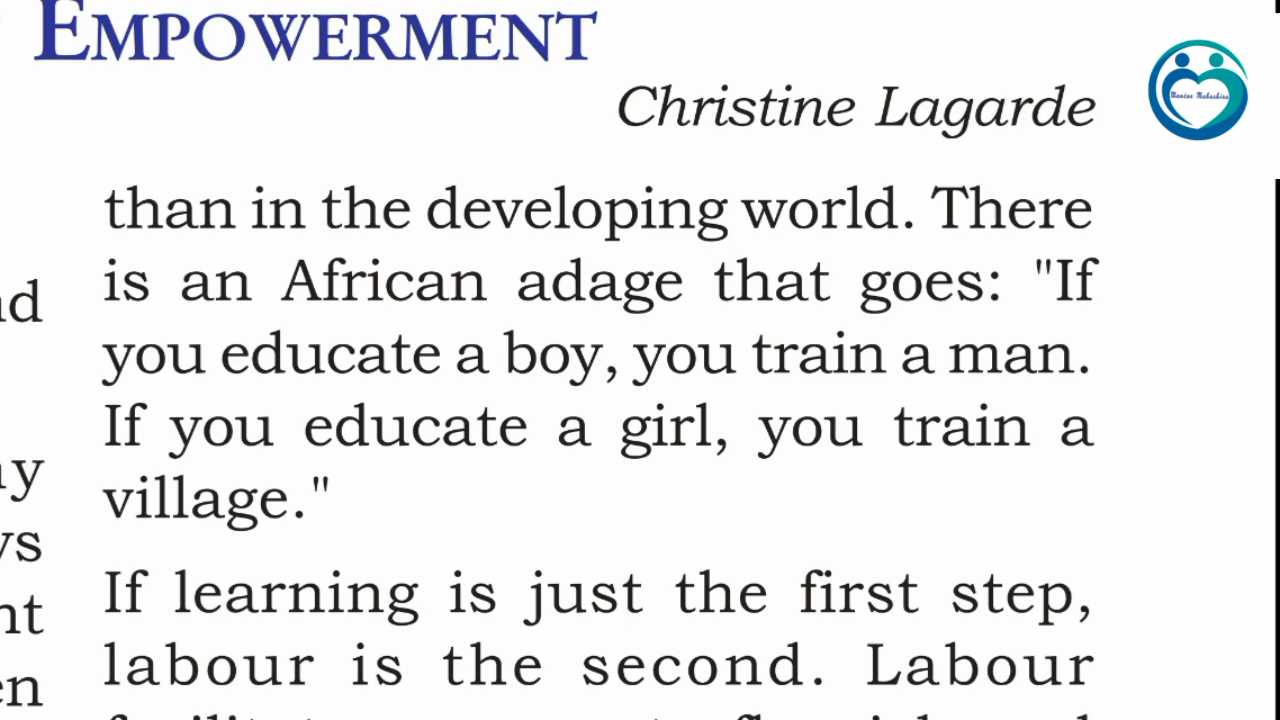 EMPOWERMENT
Christine Lagarde
than in the developing world. There
is an African adage that goes: "If
you educate a boy, you train a man.
If you educate a girl, you train a
village."
If learning is just the first step,
labour is the second. Labour